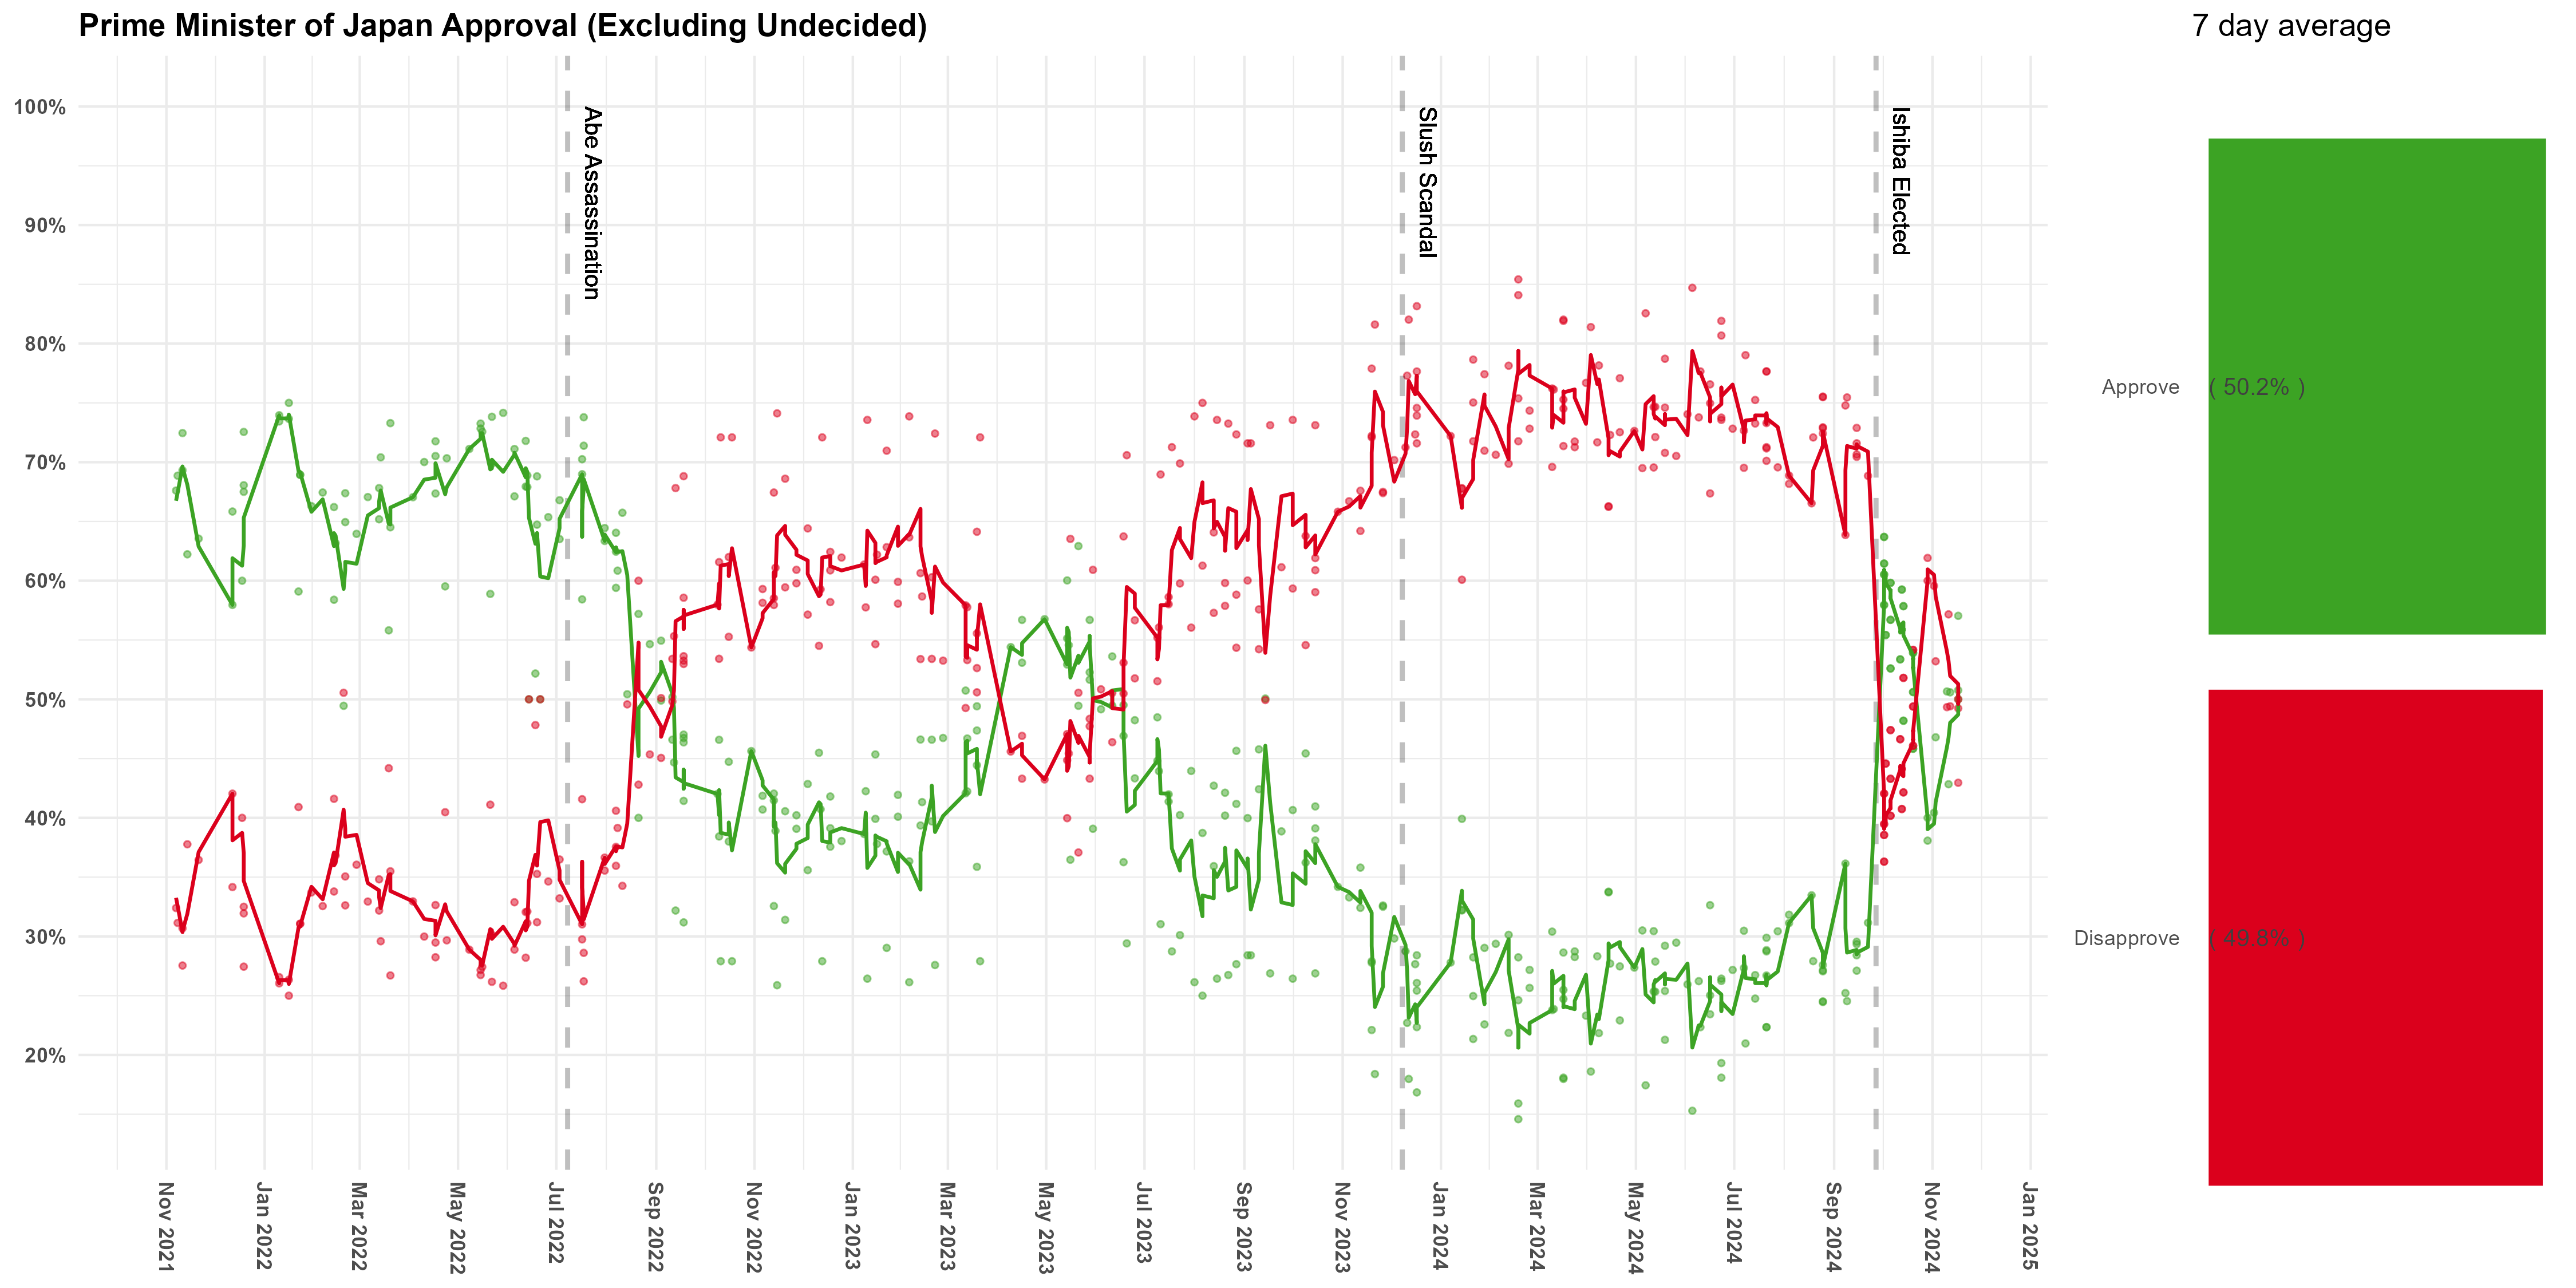 Prime Minister of Japan Approval (Excluding Undecided)
7 day average
100%
90%
80%
70%
60%
50%
40%
30%
20%
Abe Assassination
Slush Scandal
Ishiba Elected
Nov 2021
Jan 2022
Mar 2022
May 2022
Jul 2022
Sep 2022
Nov 2022
Jan 2023
Mar 2023
May 2023
Jul 2023
Sep 2023
Nov 2023
Jan 2024
Mar 2024
May 2024
Jul 2024
Sep 2024
Nov 2024
Jan 2025
Approve ( 50.2% )
Disapprove ( 49.8% )